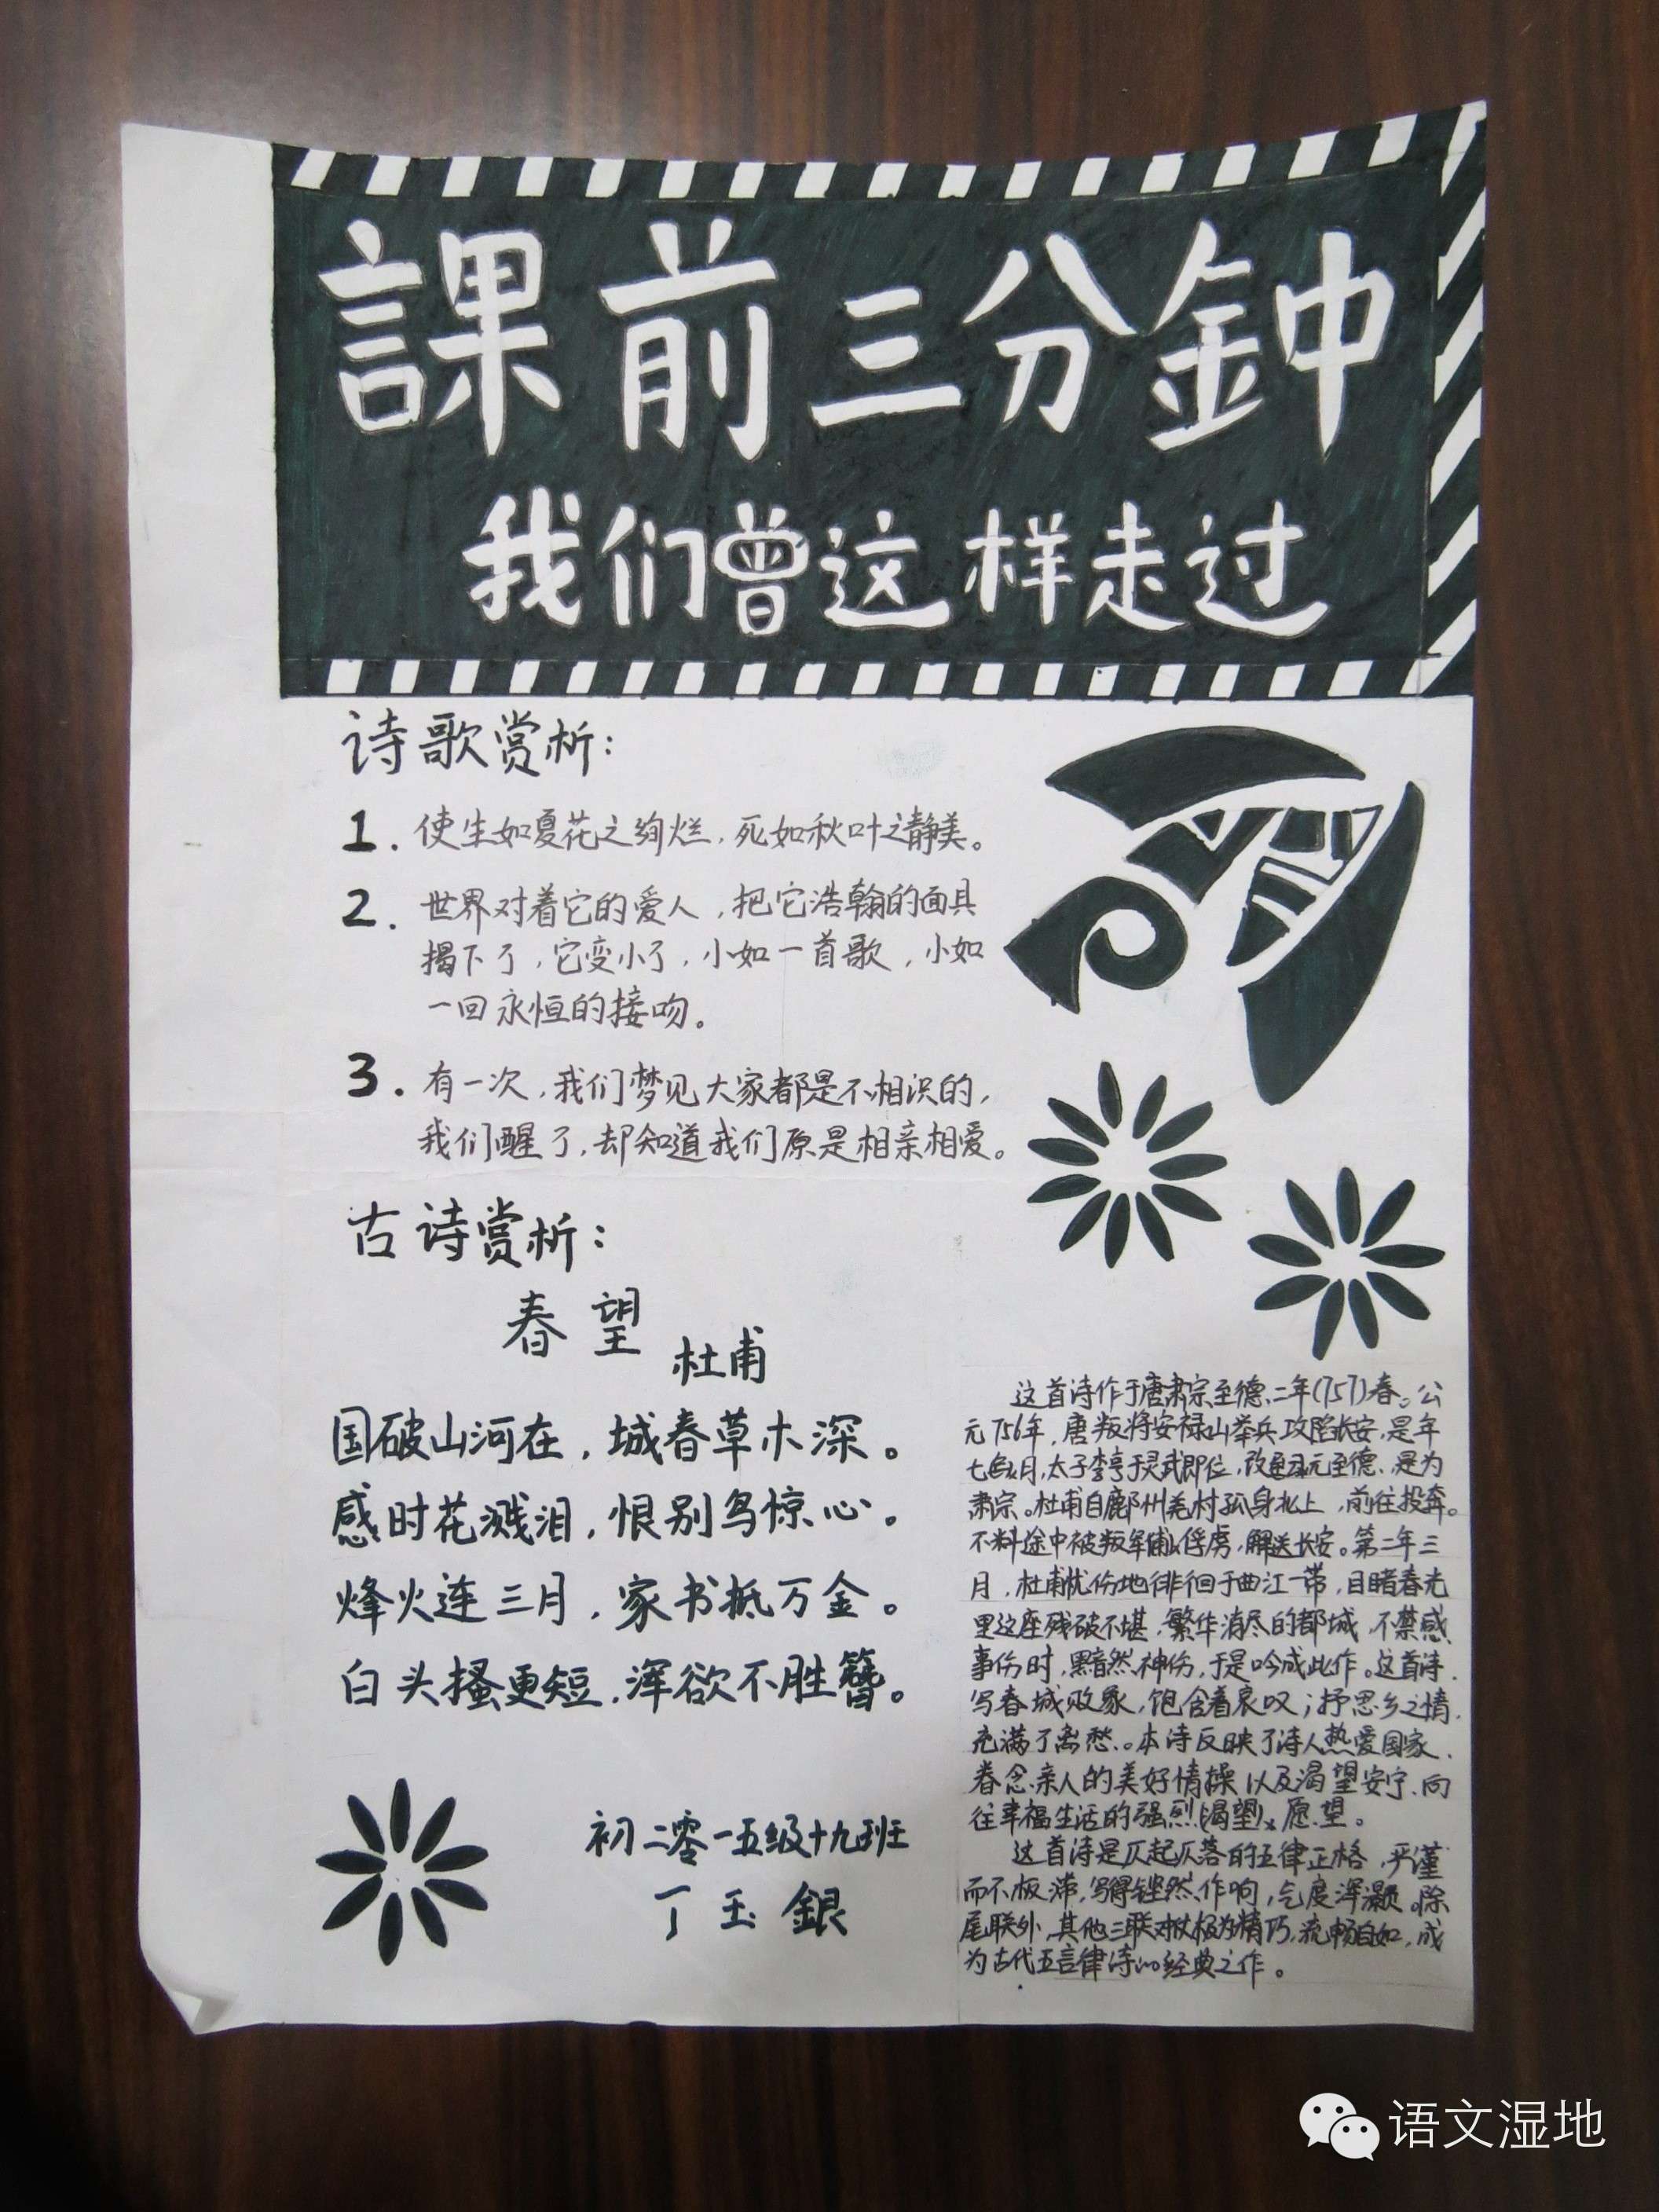 課前三分鐘
我们曾这样走过
诗歌赏析：
1. 使生如夏花之绚烂，死如秋叶之静美。
2. 世界对着它的爱人，把它浩翰的面具
揭下了，它变小了，小如一首歌，小如
一回永恒的接吻。
3. 有一次，我们梦见大家都是不相识的，
我们醒了，却知道我们原是相亲相爱。
古诗赏析：
春望
杜甫
国破山河在，城春草木深。
感时花溅泪，恨别鸟惊心。
烽火连三月，家书抵万金。
白头搔更短，浑欲不胜簪。
初二零一五级十九班
丁玉銀
这首诗作于唐肃宗至德二年(757)春。公
元756年，唐叛将安禄山举兵攻陷长安，是年
七月，太子李亨于灵武即位，改元至德，是为
肃宗。杜甫自鄜州羌村孤身北上，前往投奔。
不料途中被叛军俘虏，解送长安。第二年三
月，杜甫忧伤地徘徊于曲江一带，目睹春光
里这座残破不堪，繁华消尽的都城，不禁感
事伤时，黯然神伤，于是吟成此作。这首诗
写春城败象，饱含着哀叹；抒思乡之情，
充满了离愁。本诗反映了诗人热爱国家、
眷念亲人的美好情操以及渴望安宁、向
往幸福生活的强烈愿望。
这首诗是仄起仄落的五律正格，严谨
而不板滞，写得铿然作响，气度浑灏。除
尾联外，其他三联对仗极为精巧，流畅自如，成
为古代五言律诗的经典之作。
语文湿地